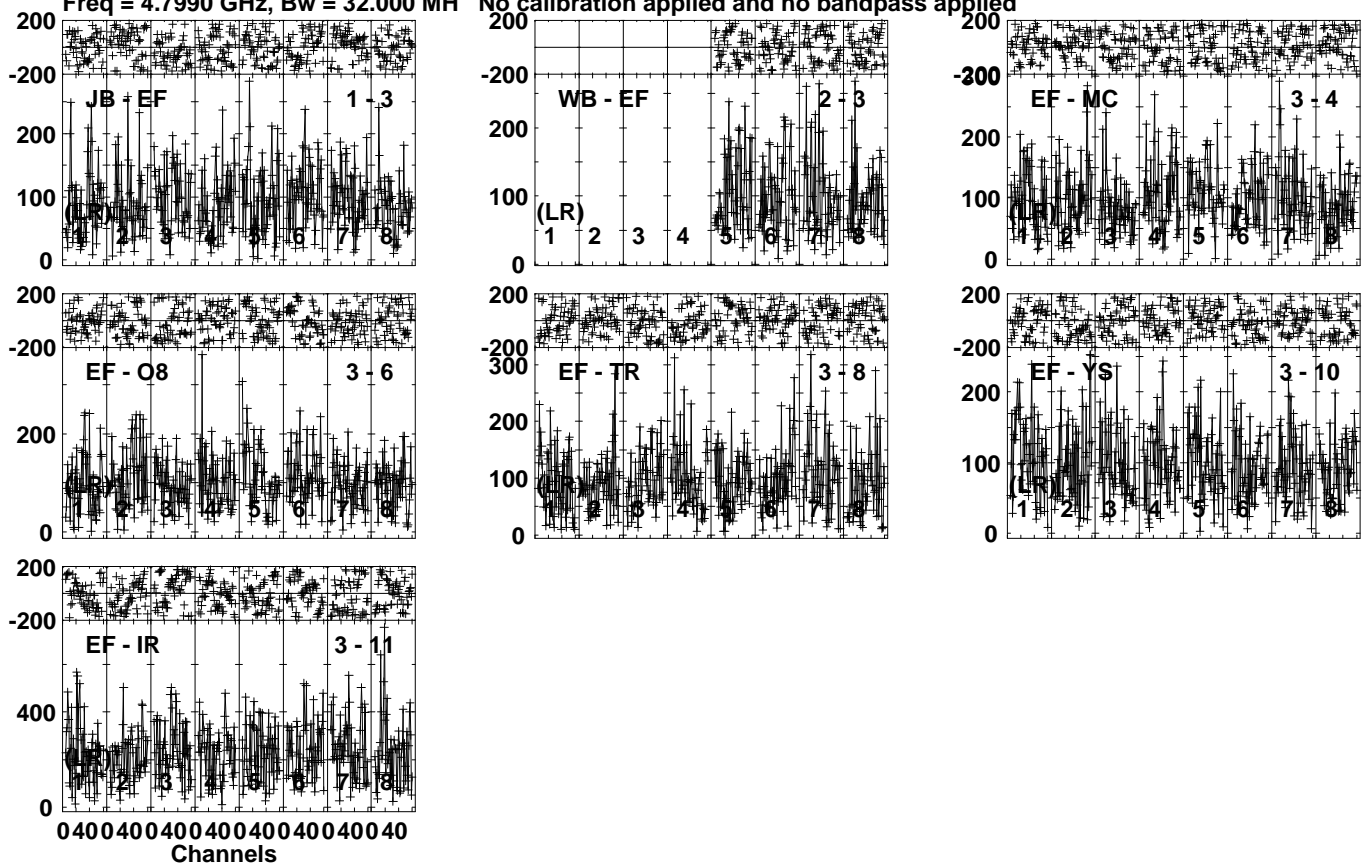 Freq = 4.7990 GHz, Bw = 32.000 MH No calibration applied and no bandpass applied
200
-200
JB - EF 1 - 3
200
100
0
(LR)
1 2 3 4 5 6 7 8
200
-200
WB - EF 2 - 3
200
100
0
(LR)
1 2 3 4 5 6 7 8
200
-200
300
EF - MC 3 - 4
200
100
0
(LR)
1 2 3 4 5 6 7 8
200
-200
EF - O8 3 - 6
200
0
(LR)
1 2 3 4 5 6 7 8
200
-200
300
EF - TR 3 - 8
200
100
0
(LR)
1 2 3 4 5 6 7 8
200
-200
EF - YS 3 - 10
200
100
0
(LR)
1 2 3 4 5 6 7 8
200
-200
EF - IR 3 - 11
400
0
(LR)
1 2 3 4 5 6 7 8
0 40 0 40 0 40 0 40 0 40 0 40 0 40 0 40
Channels